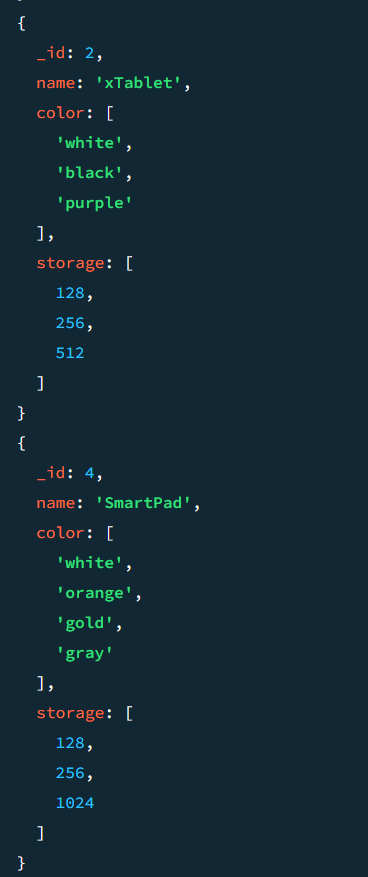 {
_id: 2,
name: 'xTablet',
color: [
'white',
'black',
'purple'
],
storage: [
128,
256,
512
]
}
{
_id: 4,
name: 'SmartPad',
color: [
'white',
'orange',
'gold',
'gray'
],
storage: [
128,
256,
1024
]
}